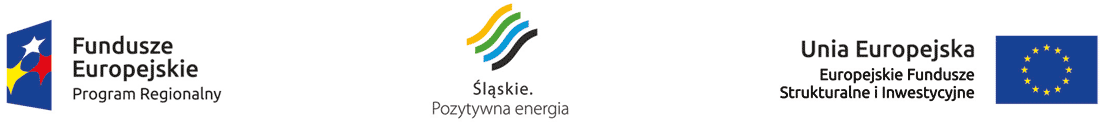 Fundusze
Europejskie
Program Regionalny
Śląskie.
Pozytywna energia
Unia Europejska
Europejskie Fundusze
Strukturalne i Inwestycyjne